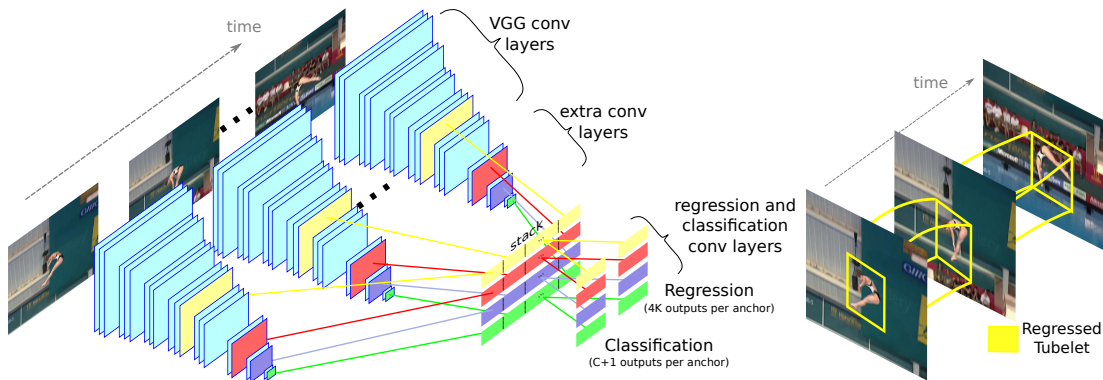 time
VGG conv
layers
extra conv
layers
stack
...
...
...
...
regression and
classification
conv layers
Regression
(4K outputs per anchor)
Classification
(C+1 outputs per anchor)
time
Regressed
Tubelet